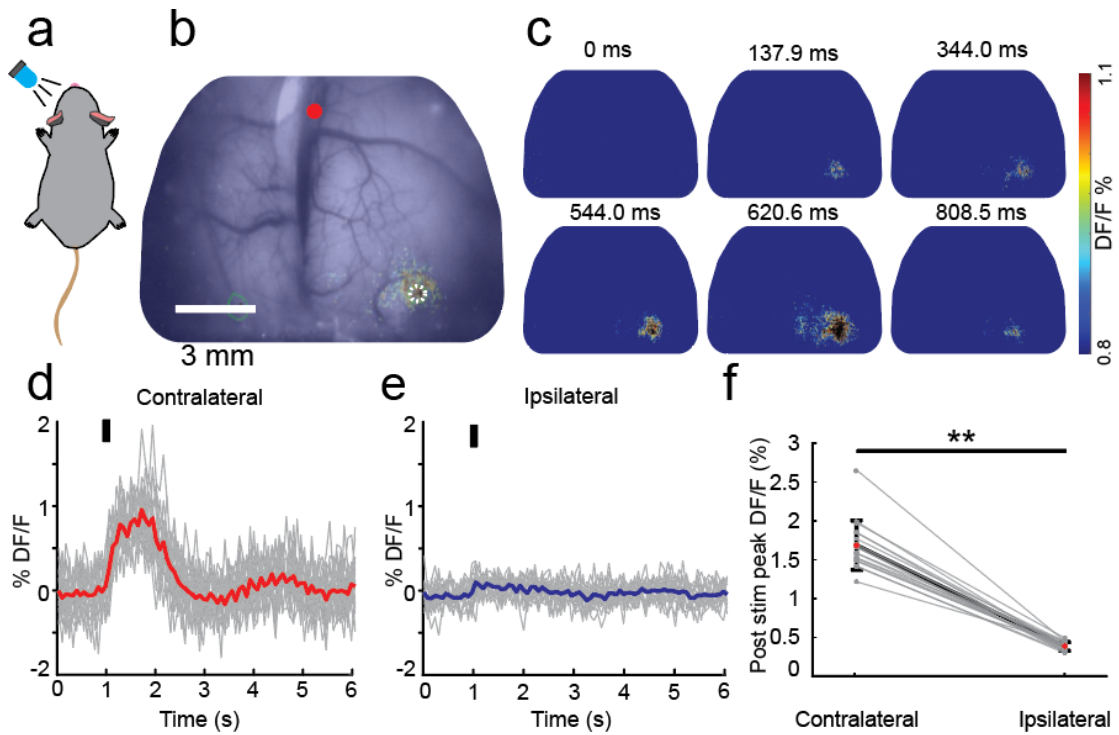 a
b
3 mm
c
0 ms
137.9 ms
344.0 ms
544.0 ms
620.6 ms
808.5 ms
1.1
DF/F %
0.8
d
Contralateral
% DF/F
2
1
0
-2
0 1 2 3 4 5 6
Time (s)
e
Ipsilateral
% DF/F
2
1
0
-2
0 1 2 3 4 5 6
Time (s)
f
**
Post stim peak DF/F (%)
3
2.5
2
1.5
1
0.5
0
Contralateral Ipsilateral